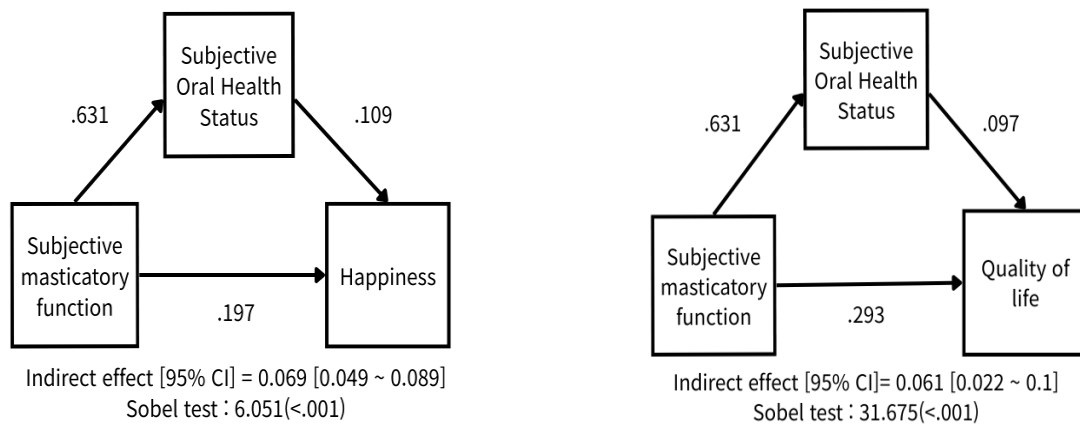 Subjective
Oral Health
Status
.631
.109
Subjective
masticatory
function
Happiness
.197
Indirect effect [95% CI] = 0.069 [0.049 ~ 0.089]
Sobel test : 6.051(<.001)
Subjective
Oral Health
Status
.631
.097
Subjective
masticatory
function
Quality of
life
.293
Indirect effect [95% CI]= 0.061 [0.022 ~ 0.1]
Sobel test : 31.675(<.001)